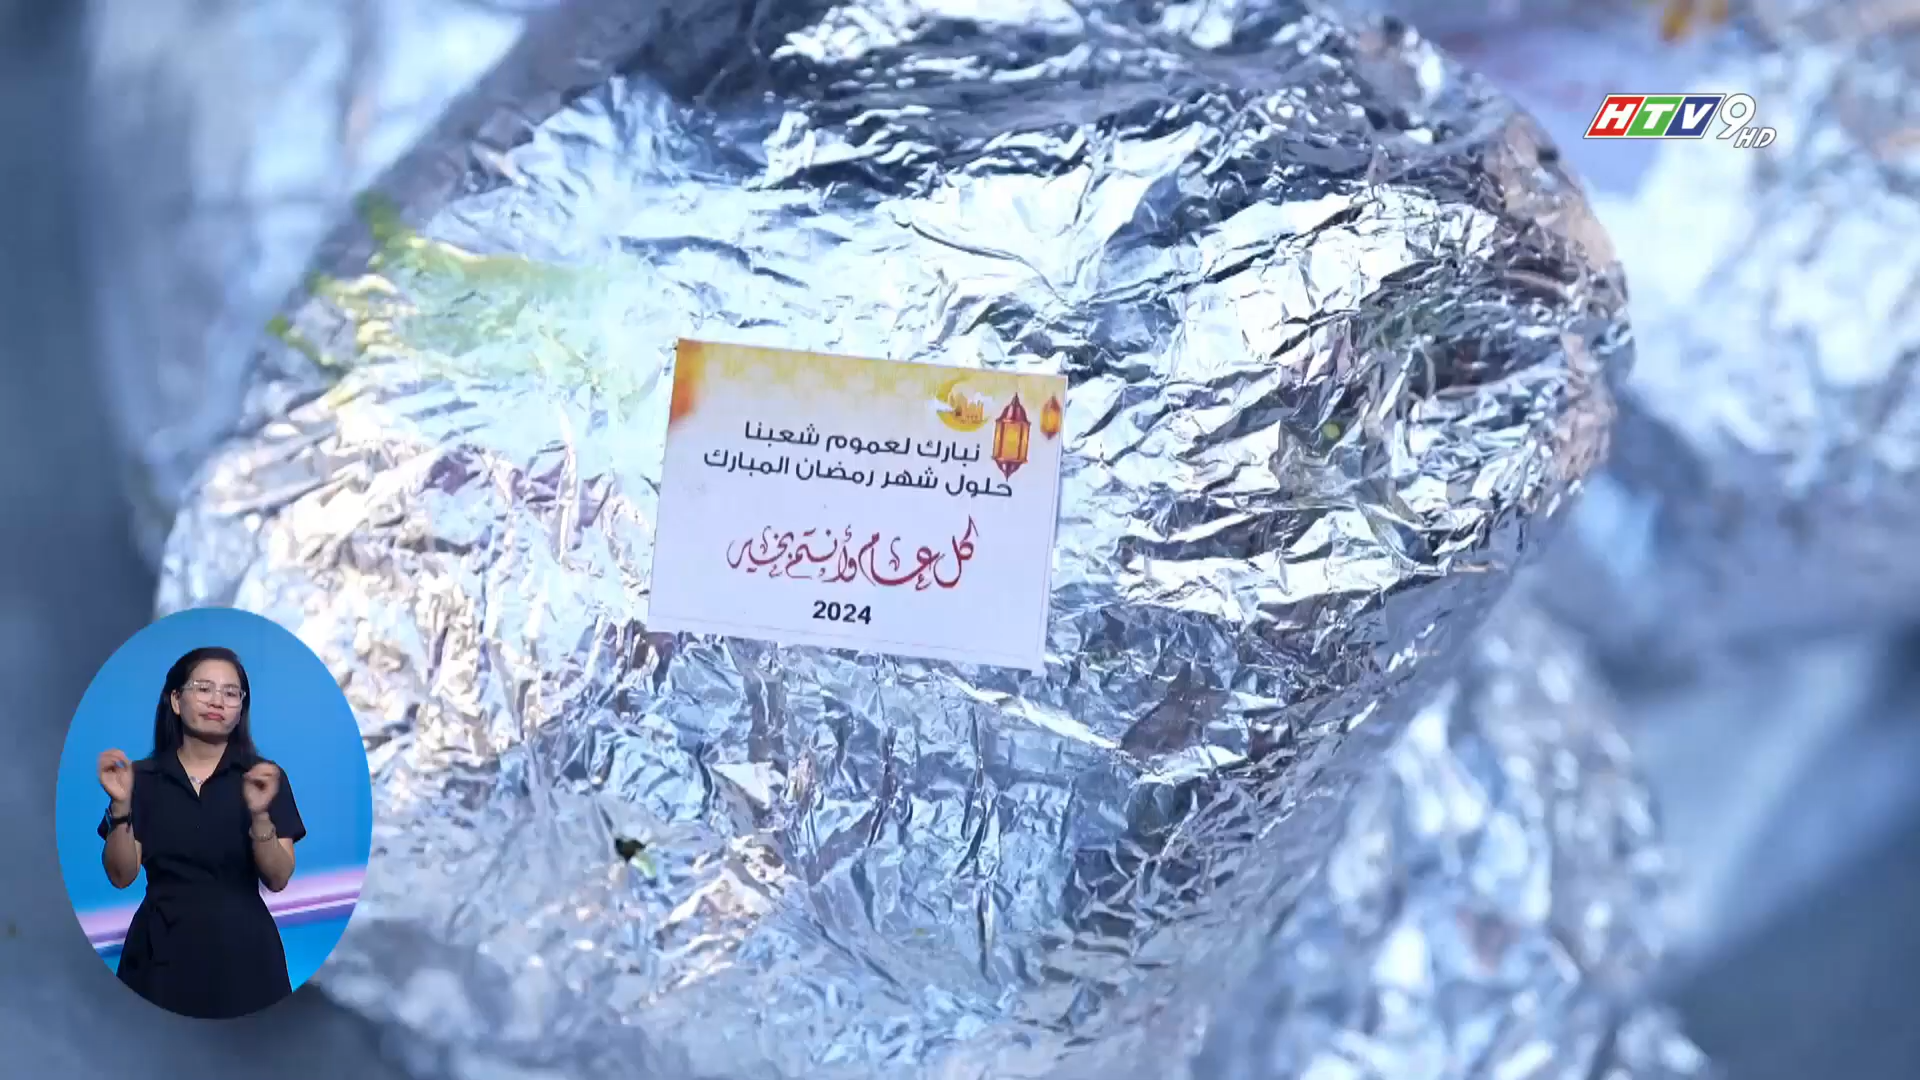 HTV9 HD
نبارك لعموم شعبنا
حلول شهر رمضان المبارك
كل عام وأنتم بخير
2024